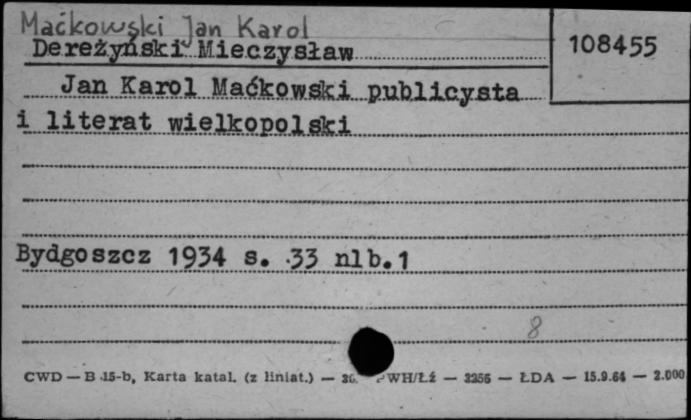 Maćkowski Jan Karol
Dereżyński Mieczysław
108455
Jan Karol Maćkowski publicysta
i literat wielkopolski
Bydgoszcz 1934 s. 33 nlb.1
8
CWD — B 15-b, Karta katal. (z liniat.) — WH/Łź — 3256 — ŁDA — 15.9.64 — 2.000